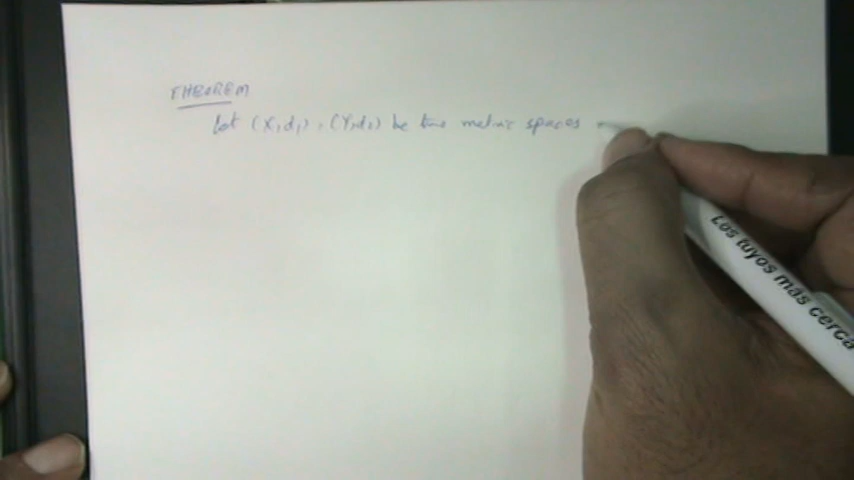 THEOREM
Let (X, d₁), (Y, d₂) be two metric spaces
Los tuyos más cerca